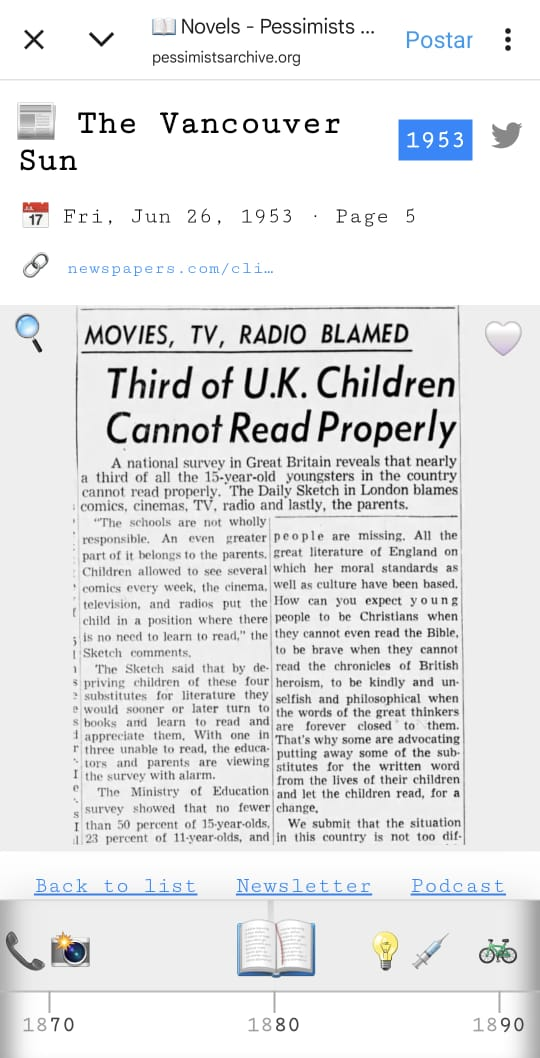 Novels - Pessimists ...
pessimistsarchive.org
Postar
The Vancouver
Sun
1953
JUL
17
Fri, Jun 26, 1953 · Page 5
newspapers.com/cli…
MOVIES, TV, RADIO BLAMED
Third of U.K. Children
Cannot Read Properly
A national survey in Great Britain reveals that nearly
a third of all the 15-year-old youngsters in the country
cannot read properly. The Daily Sketch in London blames
comics, cinemas, TV, radio and lastly, the parents.
"The schools are not wholly
responsible. An even greater
part of it belongs to the parents.
Children allowed to see several
comics every week, the cinema,
television, and radios put the
child in a position where there
is no need to learn to read," the
Sketch comments.
The Sketch said that by de-
priving children of these four
substitutes for literature they
would sooner or later turn to
books and learn to read and
appreciate them. With one in
three unable to read, the educa-
tors and parents are viewing
the survey with alarm.
The Ministry of Education
survey showed that no fewer
than 50 percent of 15-year-olds,
23 percent of 11-year-olds, and
people are missing. All the
great literature of England on
which her moral standards as
well as culture have been based.
How can you expect young
people to be Christians when
they cannot even read the Bible,
to be brave when they cannot
read the chronicles of British
heroism, to be kindly and un-
selfish and philosophical when
the words of the great thinkers
are forever closed to them.
That's why some are advocating
putting away some of the sub-
stitutes for the written word
from the lives of their children
and let the children read, for a
change.
We submit that the situation
in this country is not too dif-
Back to list
Newsletter
Podcast
1870
1880
1890